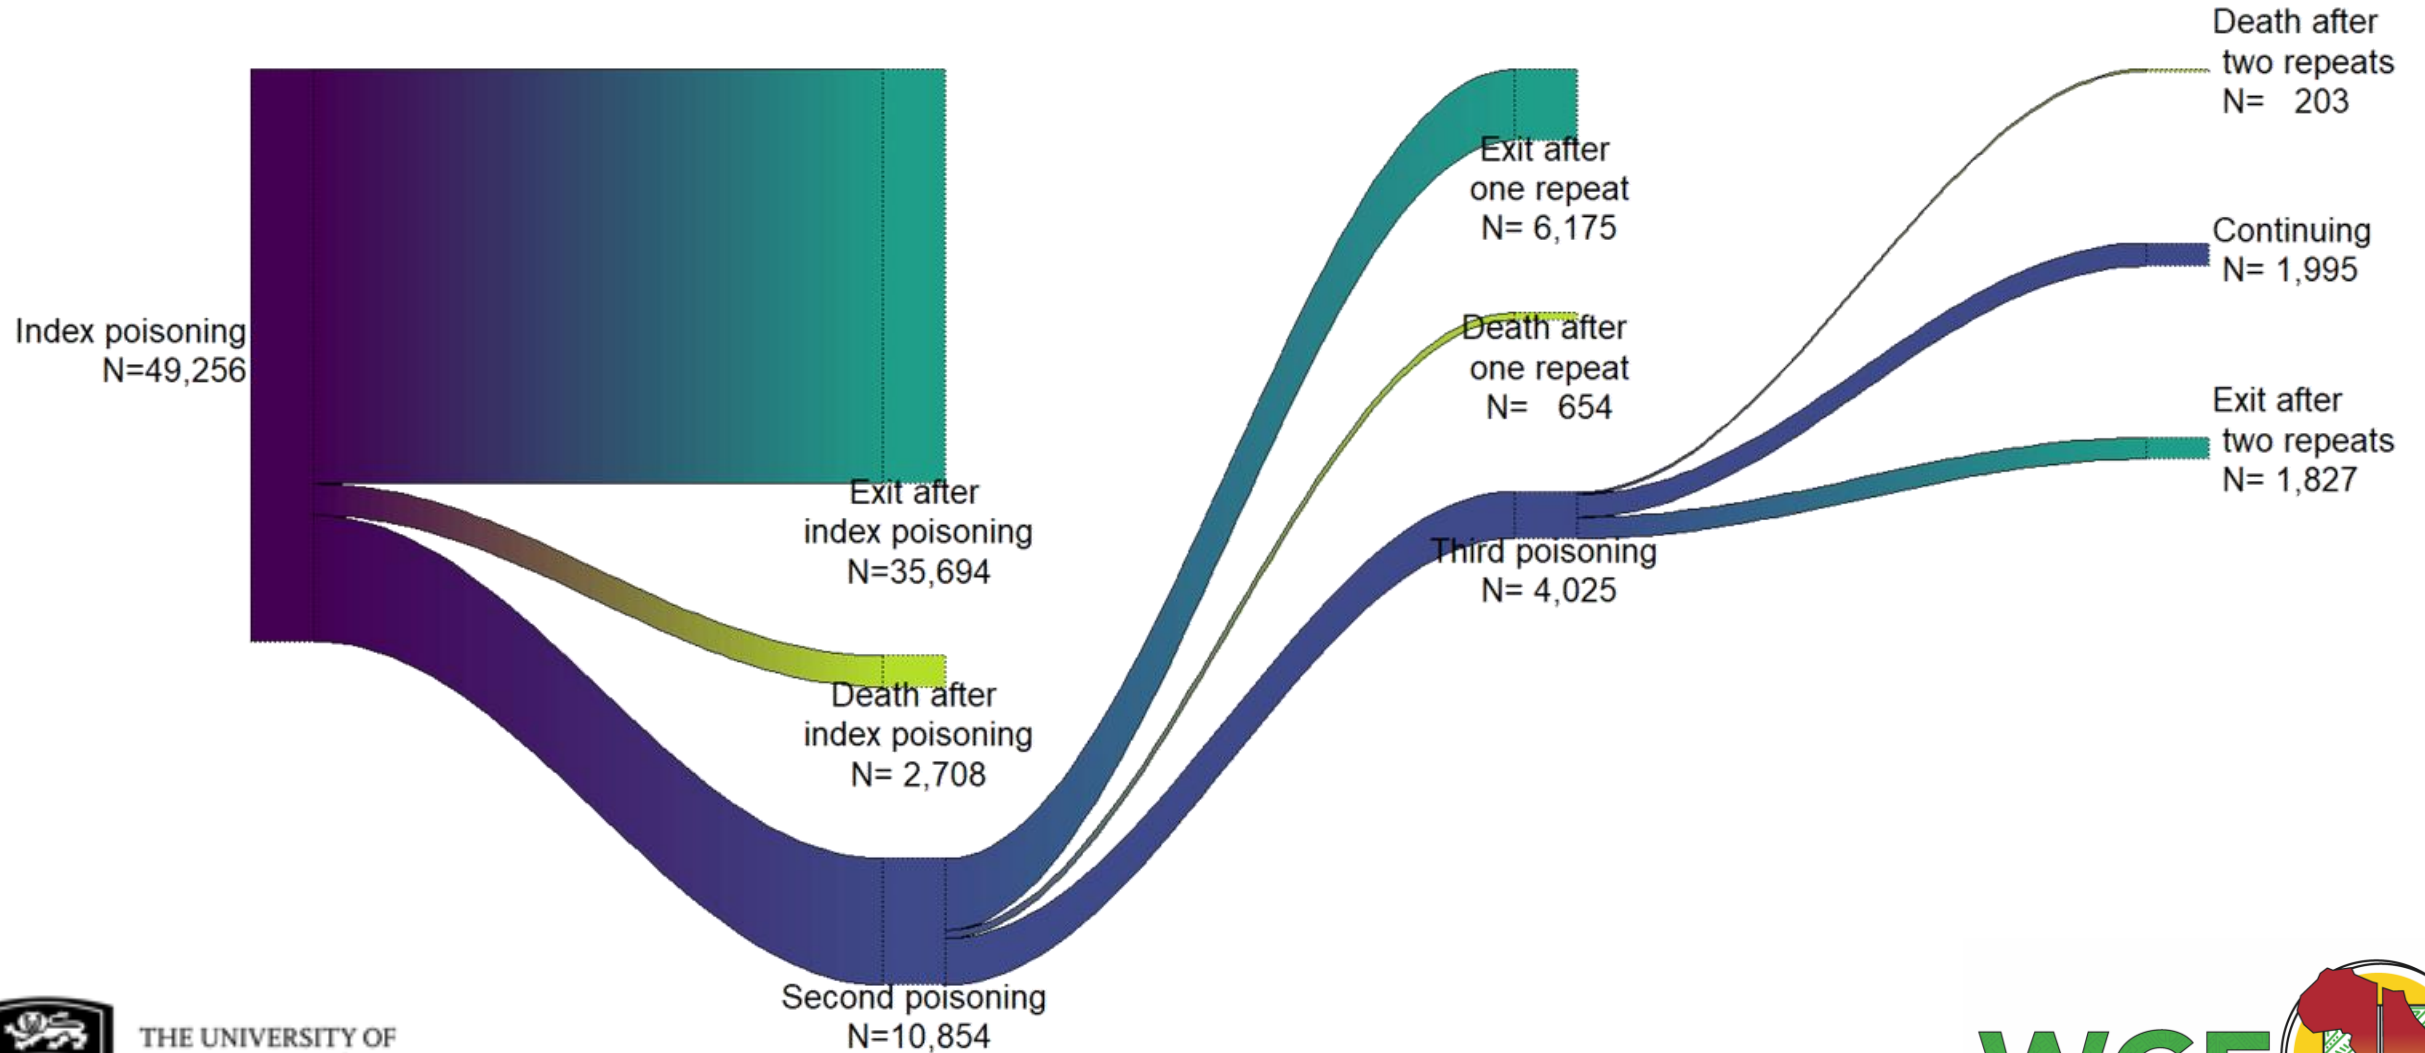 Index poisoning
N=49,256
Exit after
index poisoning
N=35,694
Death after
index poisoning
N= 2,708
Second poisoning
N=10,854
Exit after
one repeat
N= 6,175
Death after
one repeat
N= 654
Third poisoning
N= 4,025
Death after
two repeats
N= 203
Continuing
N= 1,995
Exit after
two repeats
N= 1,827
THE UNIVERSITY OF